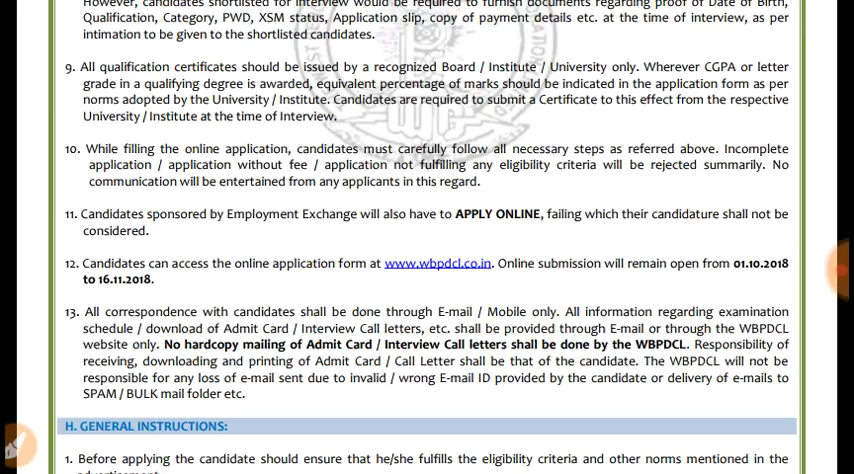 However, candidates shortlisted for interview would be required to furnish documents regarding proof of Date of Birth,
Qualification, Category, PWD, XSM status, Application slip, copy of payment details etc. at the time of interview, as per
intimation to be given to the shortlisted candidates.
9. All qualification certificates should be issued by a recognized Board / Institute / University only. Wherever CGPA or letter
grade in a qualifying degree is awarded, equivalent percentage of marks should be indicated in the application form as per
norms adopted by the University / Institute. Candidates are required to submit a Certificate to this effect from the respective
University / Institute at the time of Interview.
10. While filling the online application, candidates must carefully follow all necessary steps as referred above. Incomplete
application / application without fee / application not fulfilling any eligibility criteria will be rejected summarily. No
communication will be entertained from any applicants in this regard.
11. Candidates sponsored by Employment Exchange will also have to APPLY ONLINE, failing which their candidature shall not be
considered.
12. Candidates can access the online application form at www.wbpdcl.co.in. Online submission will remain open from 01.10.2018
to 16.11.2018.
13. All correspondence with candidates shall be done through E-mail / Mobile only. All information regarding examination
schedule / download of Admit Card / Interview Call letters, etc. shall be provided through E-mail or through the WBPDCL
website only. No hardcopy mailing of Admit Card / Interview Call letters shall be done by the WBPDCL. Responsibility of
receiving, downloading and printing of Admit Card / Call Letter shall be that of the candidate. The WBPDCL will not be
responsible for any loss of e-mail sent due to invalid / wrong E-mail ID provided by the candidate or delivery of e-mails to
SPAM / BULK mail folder etc.
H. GENERAL INSTRUCTIONS:
1. Before applying the candidate should ensure that he/she fulfills the eligibility criteria and other norms mentioned in the
advertisement.